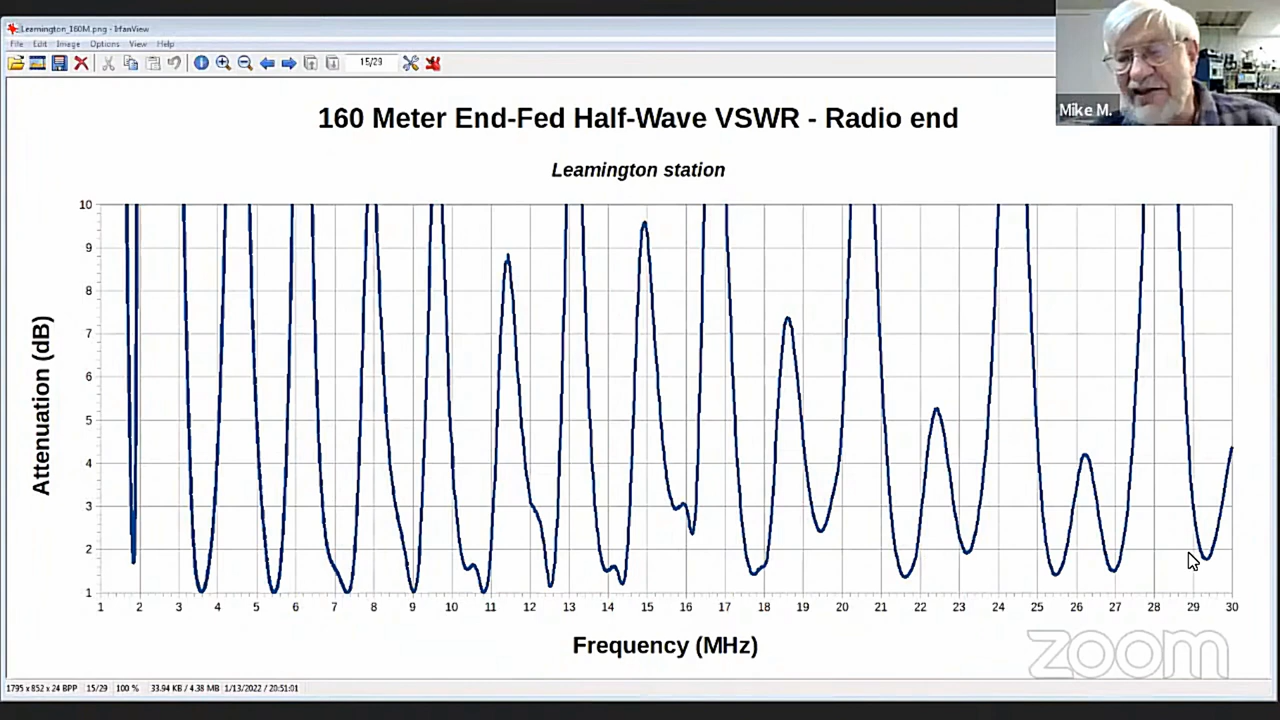 Leamington_160M.png - IrfanView
File Edit Image Options View Help
15/29
Mike M.
160 Meter End-Fed Half-Wave VSWR - Radio end
Leamington station
Attenuation (dB)
10
9
8
7
6
5
4
3
2
1
1 2 3 4 5 6 7 8 9 10 11 12 13 14 15 16 17 18 19 20 21 22 23 24 25 26 27 28 29 30
Frequency (MHz)
zoom
1795 x 852 x 24 BPP 15/29 100 % 33.94 KB / 4.38 MB 1/13/2022 / 20:51:01